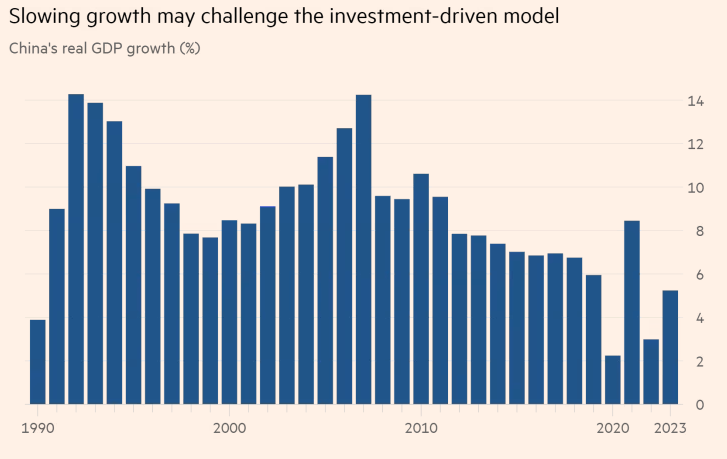 Slowing growth may challenge the investment-driven model
China's real GDP growth (%)
14
12
10
8
6
4
2
0
1990 2000 2010 2020 2023